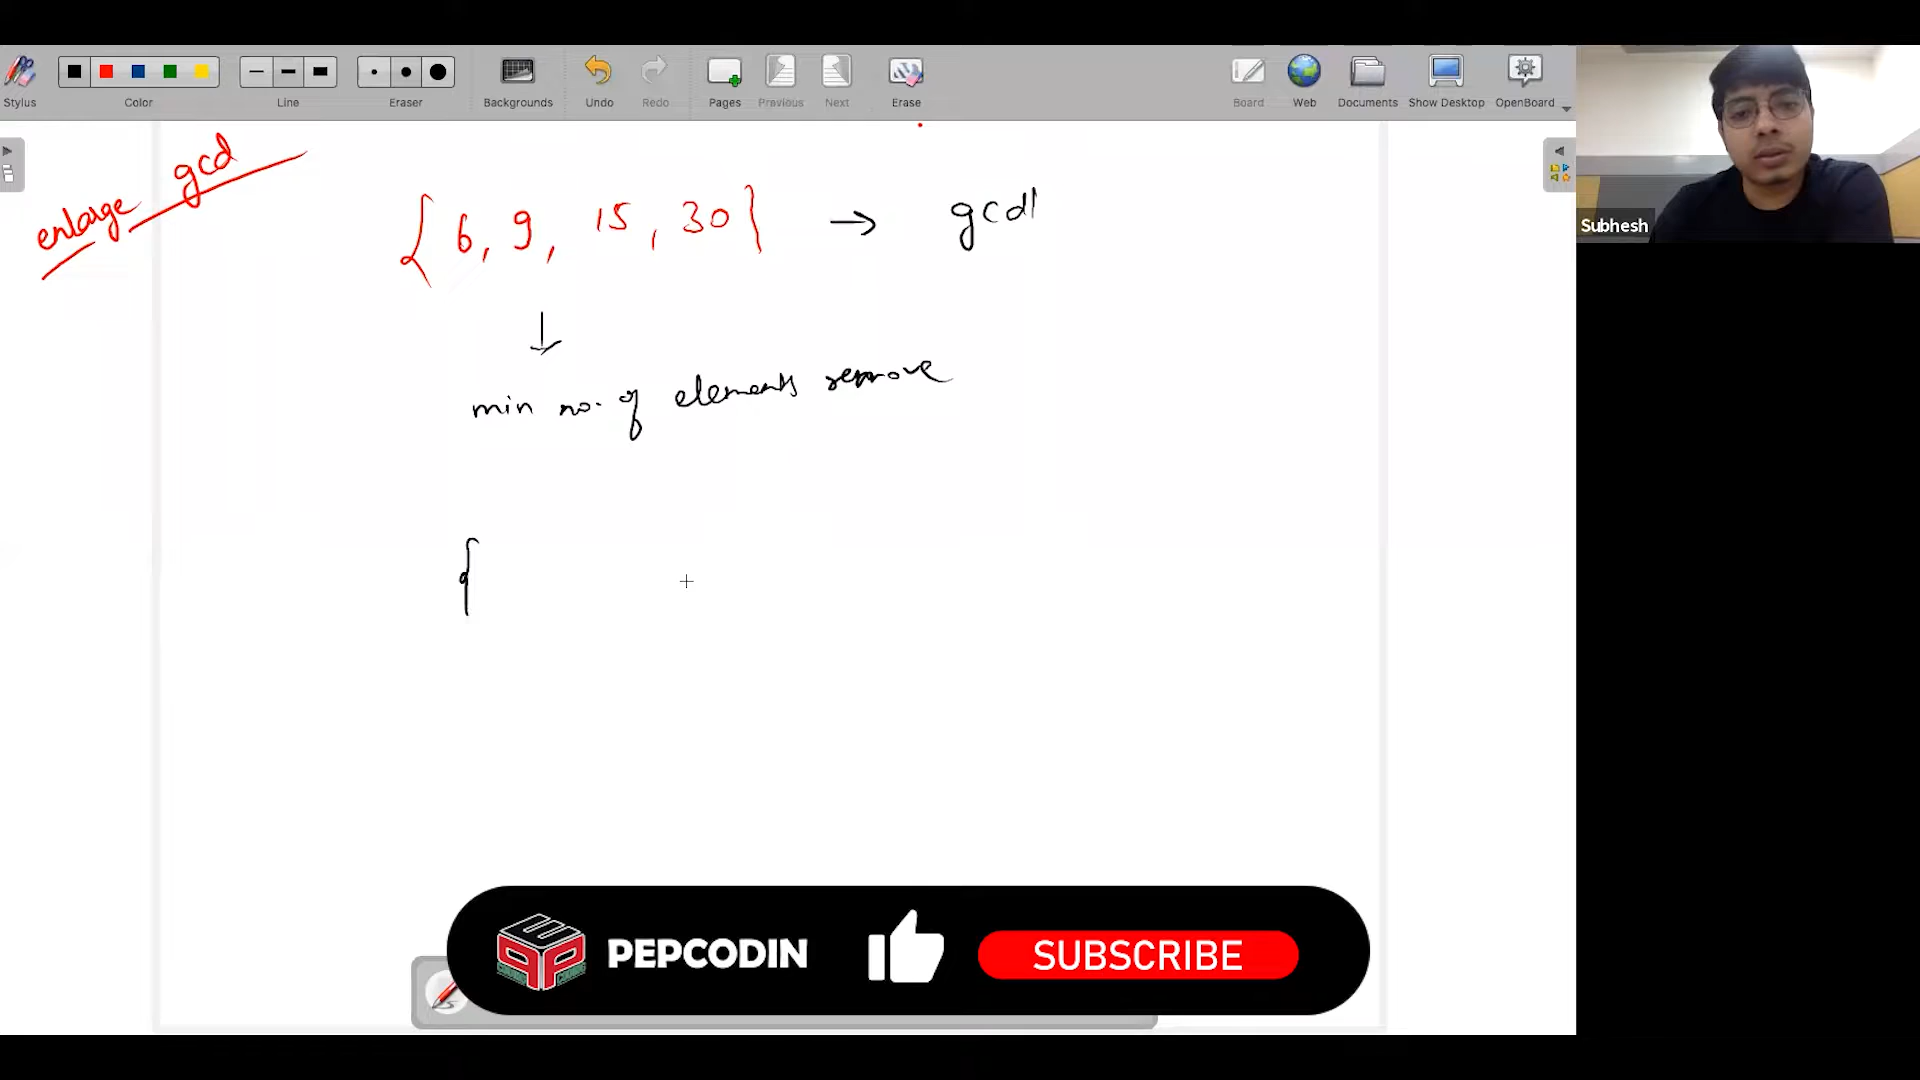 Stylus
Color
Line
Eraser
Backgrounds
Undo
Redo
Pages
Previous
Next
Erase
Board
Web
Documents
Show Desktop
OpenBoard
Subhesh
enlarge gcd
{ 6, 9, 15, 30 } → gcd1
↓
min no. of elements remove
{
PEPCODIN
SUBSCRIBE